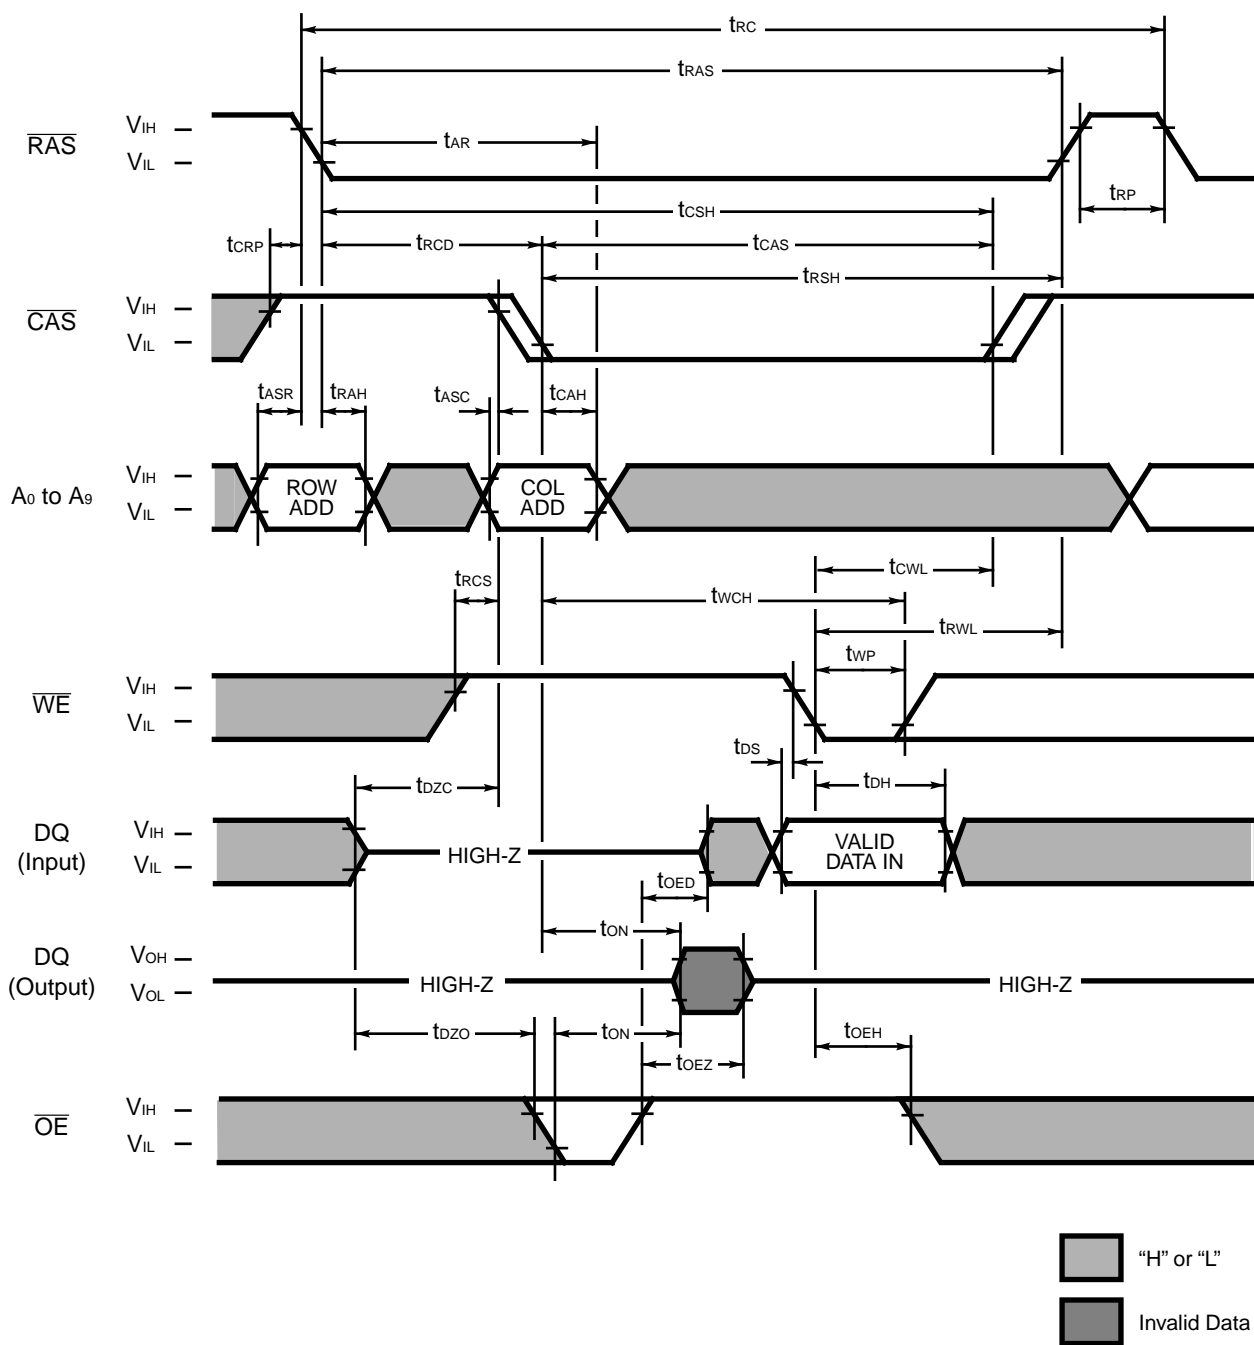 tRC
tRAS
RAS
VIH
VIL
tAR
tRP
tCSH
tCRP
tRCD
tCAS
tRSH
CAS
VIH
VIL
tASR
tRAH
tASC
tCAH
A0 to A9
VIH
VIL
ROW
ADD
COL
ADD
tCWL
tRCS
tWCH
tRWL
tWP
WE
VIH
VIL
tDS
tDZC
tDH
DQ
(Input)
VIH
VIL
HIGH-Z
VALID
DATA IN
tOED
tON
DQ
(Output)
VOH
VOL
HIGH-Z
HIGH-Z
tDZO
tON
tOEH
tOEZ
OE
VIH
VIL
“H” or “L”
Invalid Data